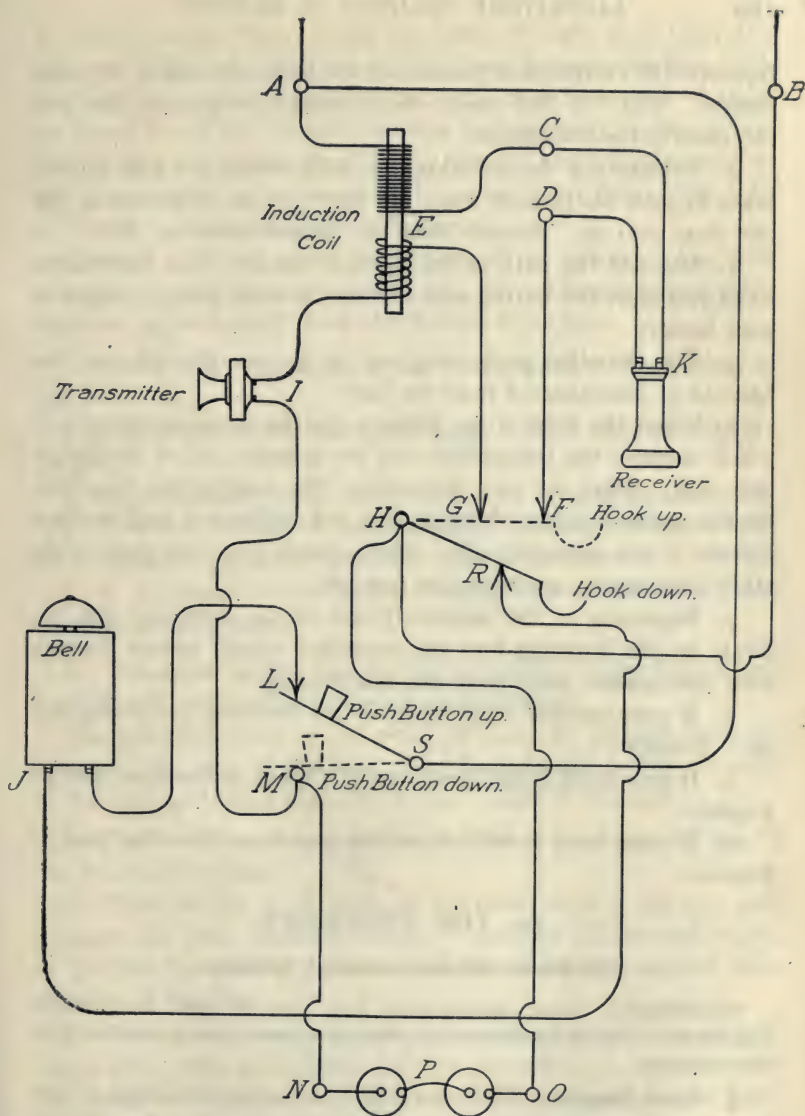 A
B
C
D
Induction
Coil
E
K
Transmitter
I
Receiver
H
G
F
Hook up.
R
Hook down.
Bell
L
Push Button up.
S
J
M
Push Button down.
N
P
O